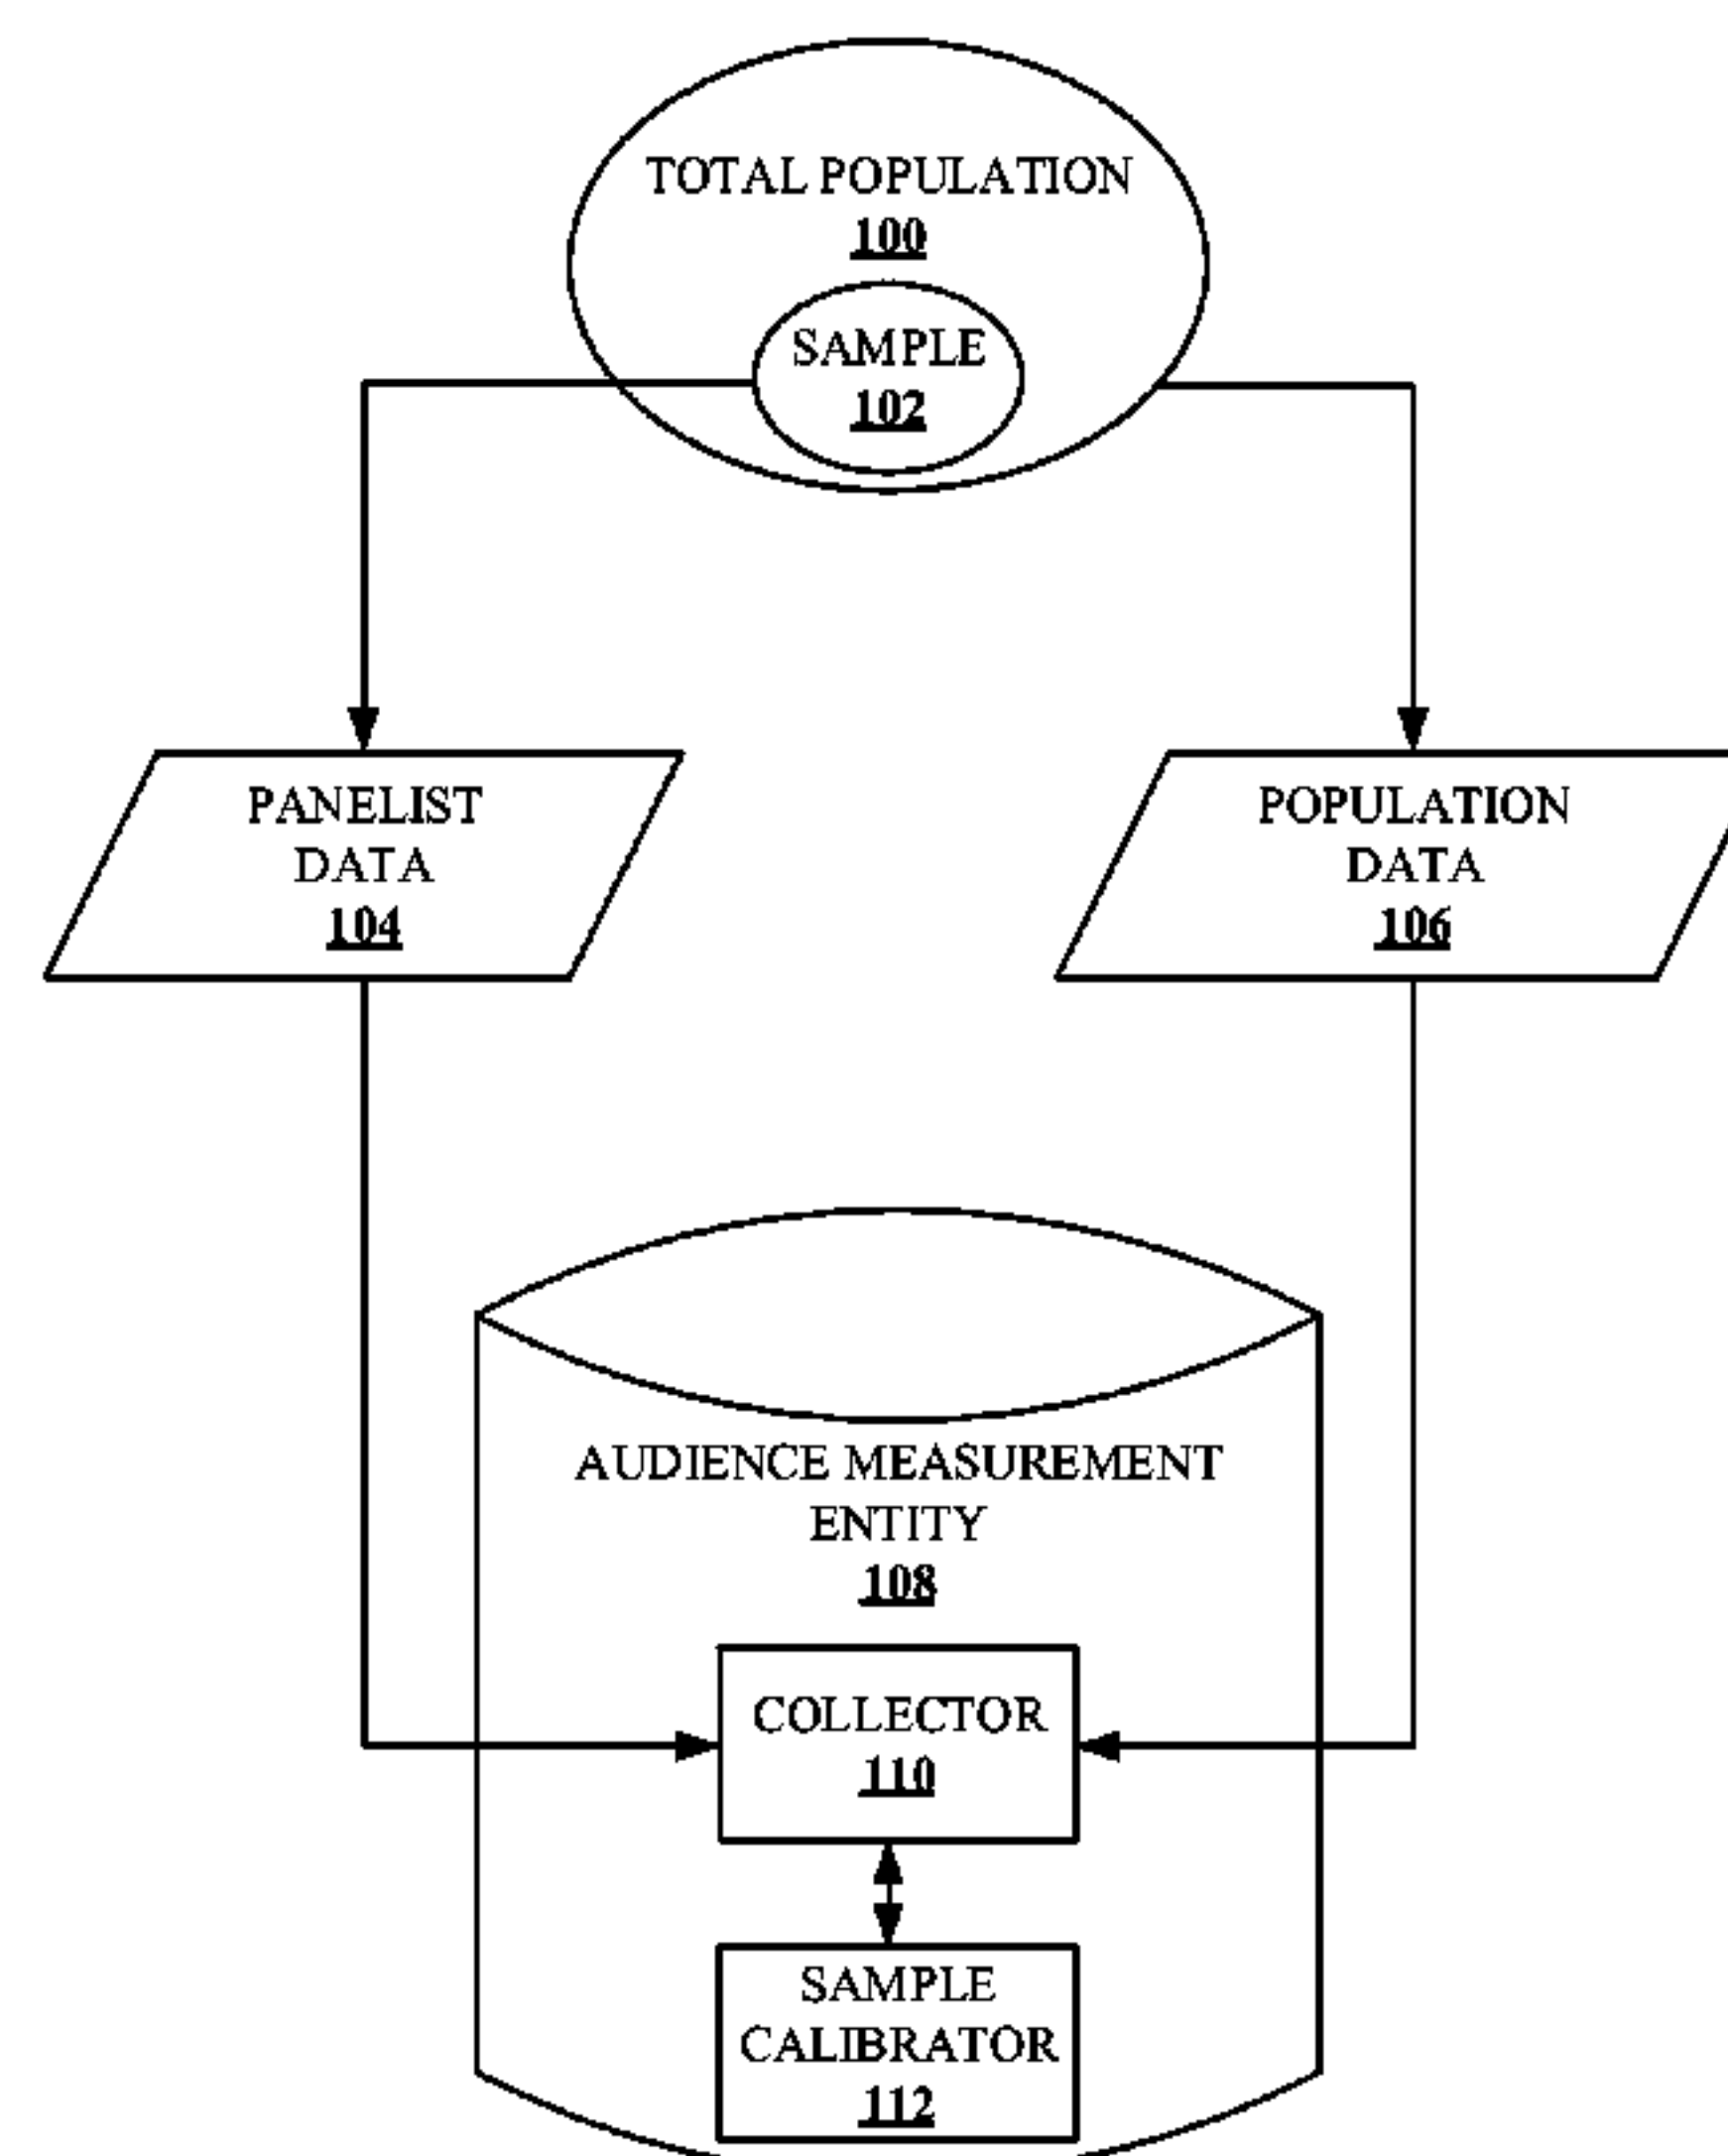 TOTAL POPULATION
100
SAMPLE
102
PANELIST
DATA
104
POPULATION
DATA
106
AUDIENCE MEASUREMENT
ENTITY
108
COLLECTOR
110
SAMPLE
CALIBRATOR
112